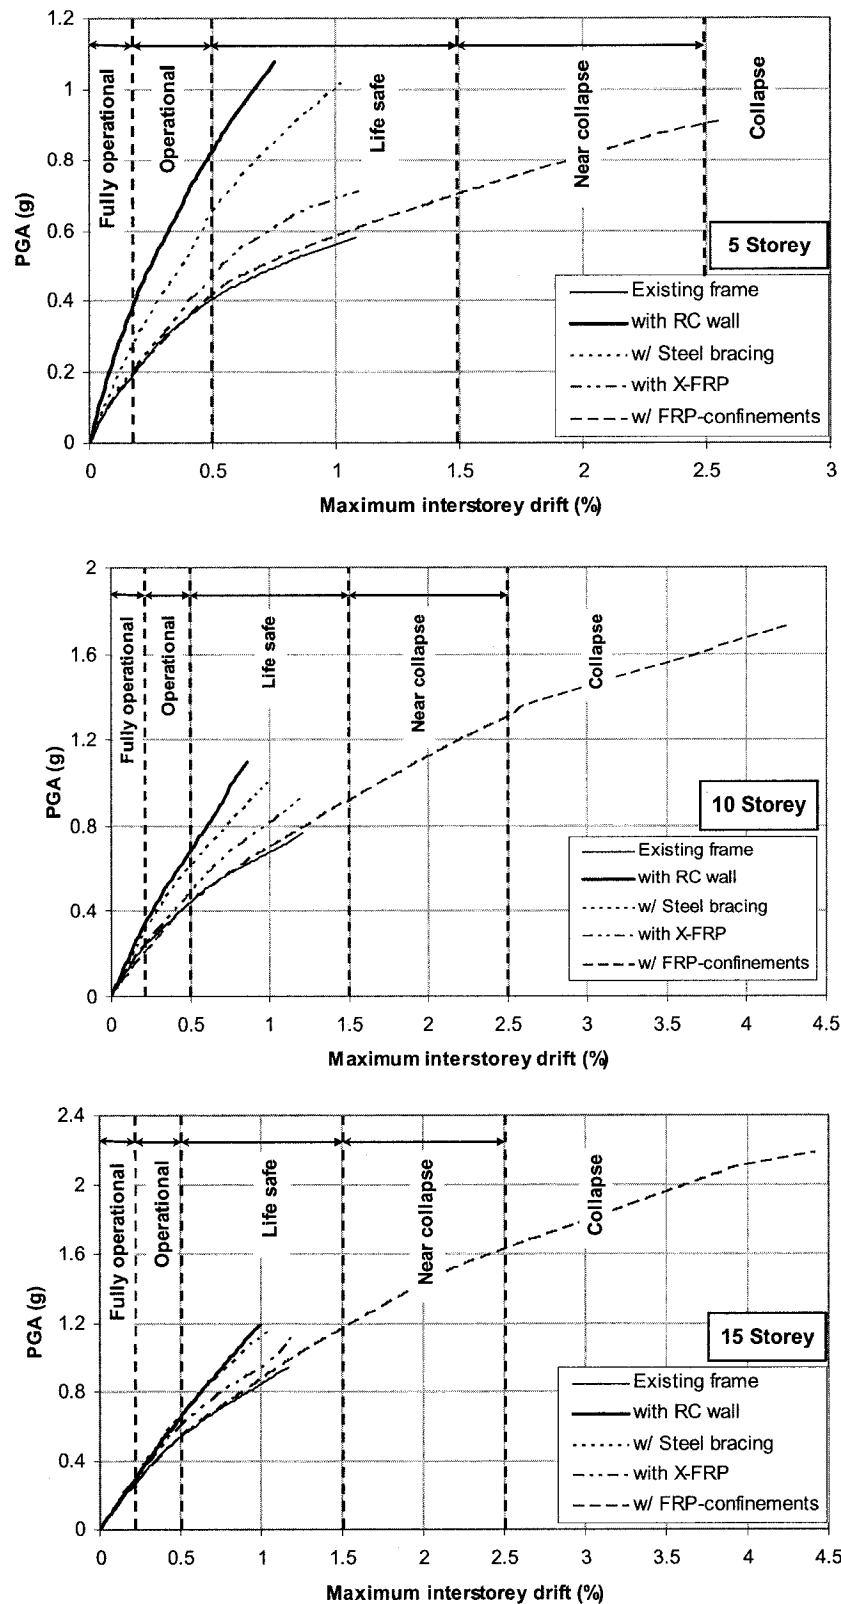 1.2
1
0.8
0.6
0.4
0.2
0
PGA (g)
Fully operational
Operational
Life safe
Near collapse
Collapse
5 Storey
Existing frame
with RC wall
w/ Steel bracing
with X-FRP
w/ FRP-confinements
0 0.5 1 1.5 2 2.5 3
Maximum interstorey drift (%)
2
1.6
1.2
0.8
0.4
0
PGA (g)
Fully operational
Operational
Life safe
Near collapse
Collapse
10 Storey
Existing frame
with RC wall
w/ Steel bracing
with X-FRP
w/ FRP-confinements
0 0.5 1 1.5 2 2.5 3 3.5 4 4.5
Maximum interstorey drift (%)
2.4
2
1.6
1.2
0.8
0.4
0
PGA (g)
Fully operational
Operational
Life safe
Near collapse
Collapse
15 Storey
Existing frame
with RC wall
w/ Steel bracing
with X-FRP
w/ FRP-confinements
0 0.5 1 1.5 2 2.5 3 3.5 4 4.5
Maximum interstorey drift (%)